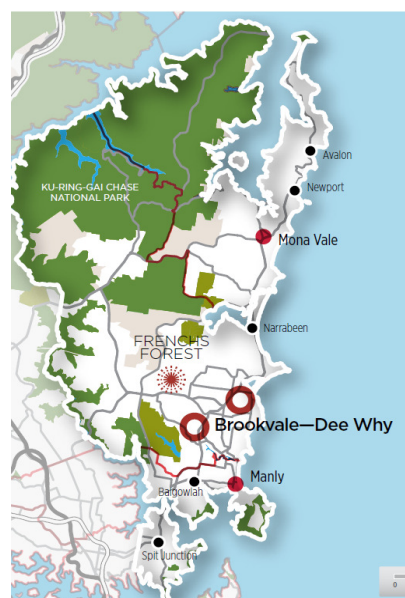 Avalon
KU-RING-GAI CHASE
NATIONAL PARK
Newport
Mona Vale
Narrabeen
FRENCHS
FOREST
Brookvale—Dee Why
Manly
Balgowlah
Spit Junction
0